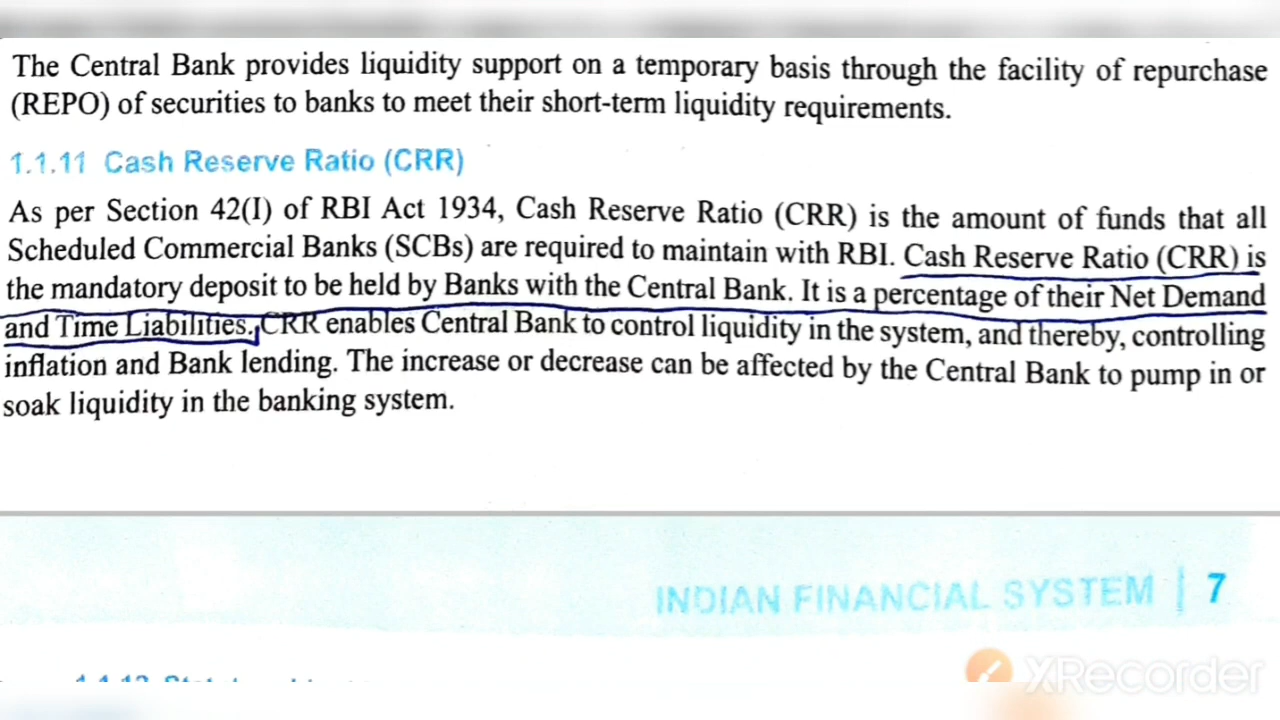 The Central Bank provides liquidity support on a temporary basis through the facility of repurchase
(REPO) of securities to banks to meet their short-term liquidity requirements.
1.1.11 Cash Reserve Ratio (CRR)
As per Section 42(I) of RBI Act 1934, Cash Reserve Ratio (CRR) is the amount of funds that all
Scheduled Commercial Banks (SCBs) are required to maintain with RBI. Cash Reserve Ratio (CRR) is
the mandatory deposit to be held by Banks with the Central Bank. It is a percentage of their Net Demand
and Time Liabilities. CRR enables Central Bank to control liquidity in the system, and thereby, controlling
inflation and Bank lending. The increase or decrease can be affected by the Central Bank to pump in or
soak liquidity in the banking system.
INDIAN FINANCIAL SYSTEM | 7
XRecorder